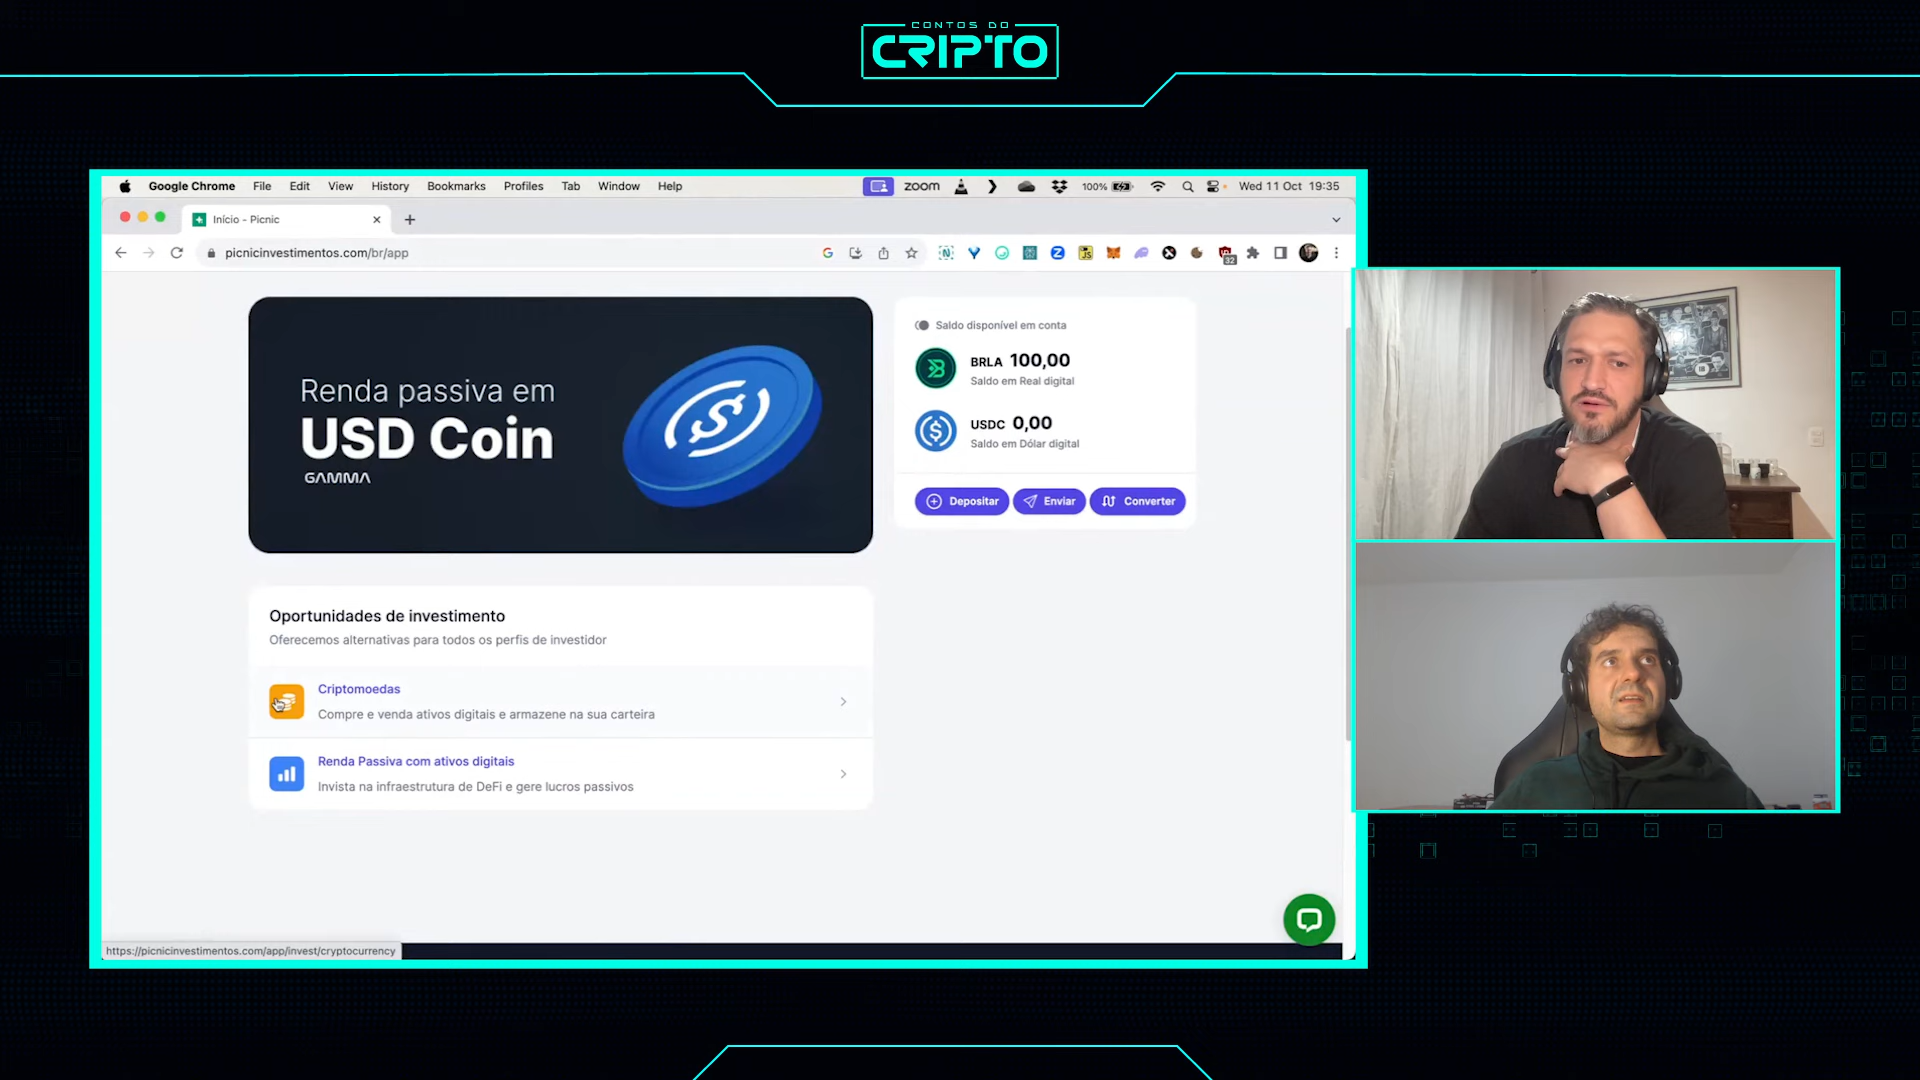 CONTOS DO
CRIPTO
Google Chrome File Edit View History Bookmarks Profiles Tab Window Help
zoom 100% Wed 11 Oct 19:35
Início - Picnic
picnicinvestimentos.com/br/app
32
Renda passiva em
USD Coin
GAMMA
Saldo disponível em conta
BRLA 100,00
Saldo em Real digital
USDC 0,00
Saldo em Dólar digital
Depositar Enviar Converter
Oportunidades de investimento
Oferecemos alternativas para todos os perfis de investidor
Criptomoedas
Compre e venda ativos digitais e armazene na sua carteira
Renda Passiva com ativos digitais
Invista na infraestrutura de DeFi e gere lucros passivos
https://picnicinvestimentos.com/app/invest/cryptocurrency